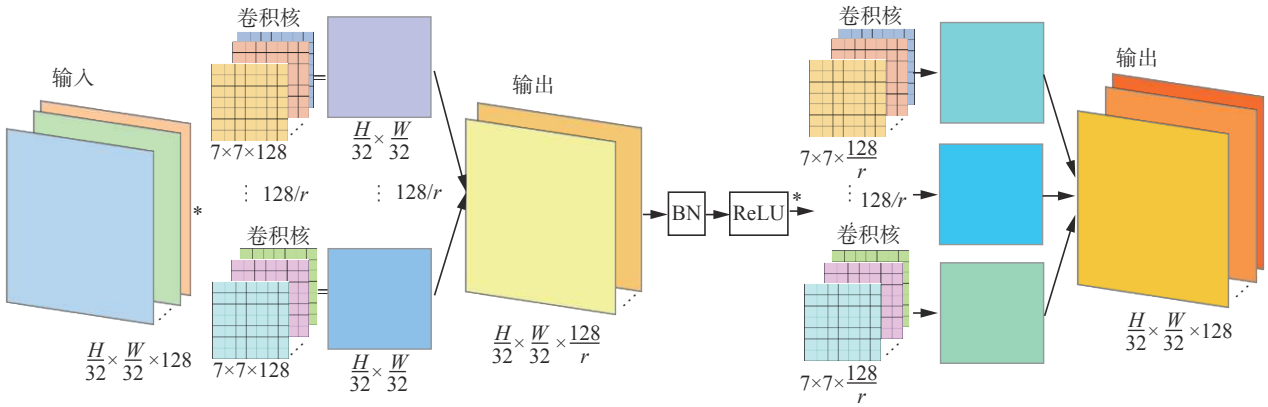 输入
*
卷积核
7×7×128
⋮ 128/r
卷积核
7×7×128
=
H/32 × W/32
⋮ 128/r
=
H/32 × W/32
H/32 × W/32 ×128
输出
H/32 × W/32 × 128/r
BN
ReLU
*
卷积核
7×7× 128/r
⋮ 128/r
卷积核
7×7× 128/r
输出
H/32 × W/32 ×128